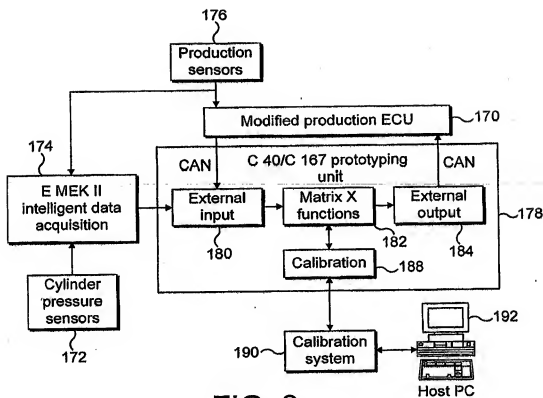 176
Production
sensors
Modified production ECU
170
174
CAN
C 40/C 167 prototyping
unit
CAN
E MEK II
intelligent data
acquisition
External
input
180
Matrix X
functions
182
External
output
184
178
Calibration
188
Cylinder
pressure
sensors
172
190
Calibration
system
192
Host PC